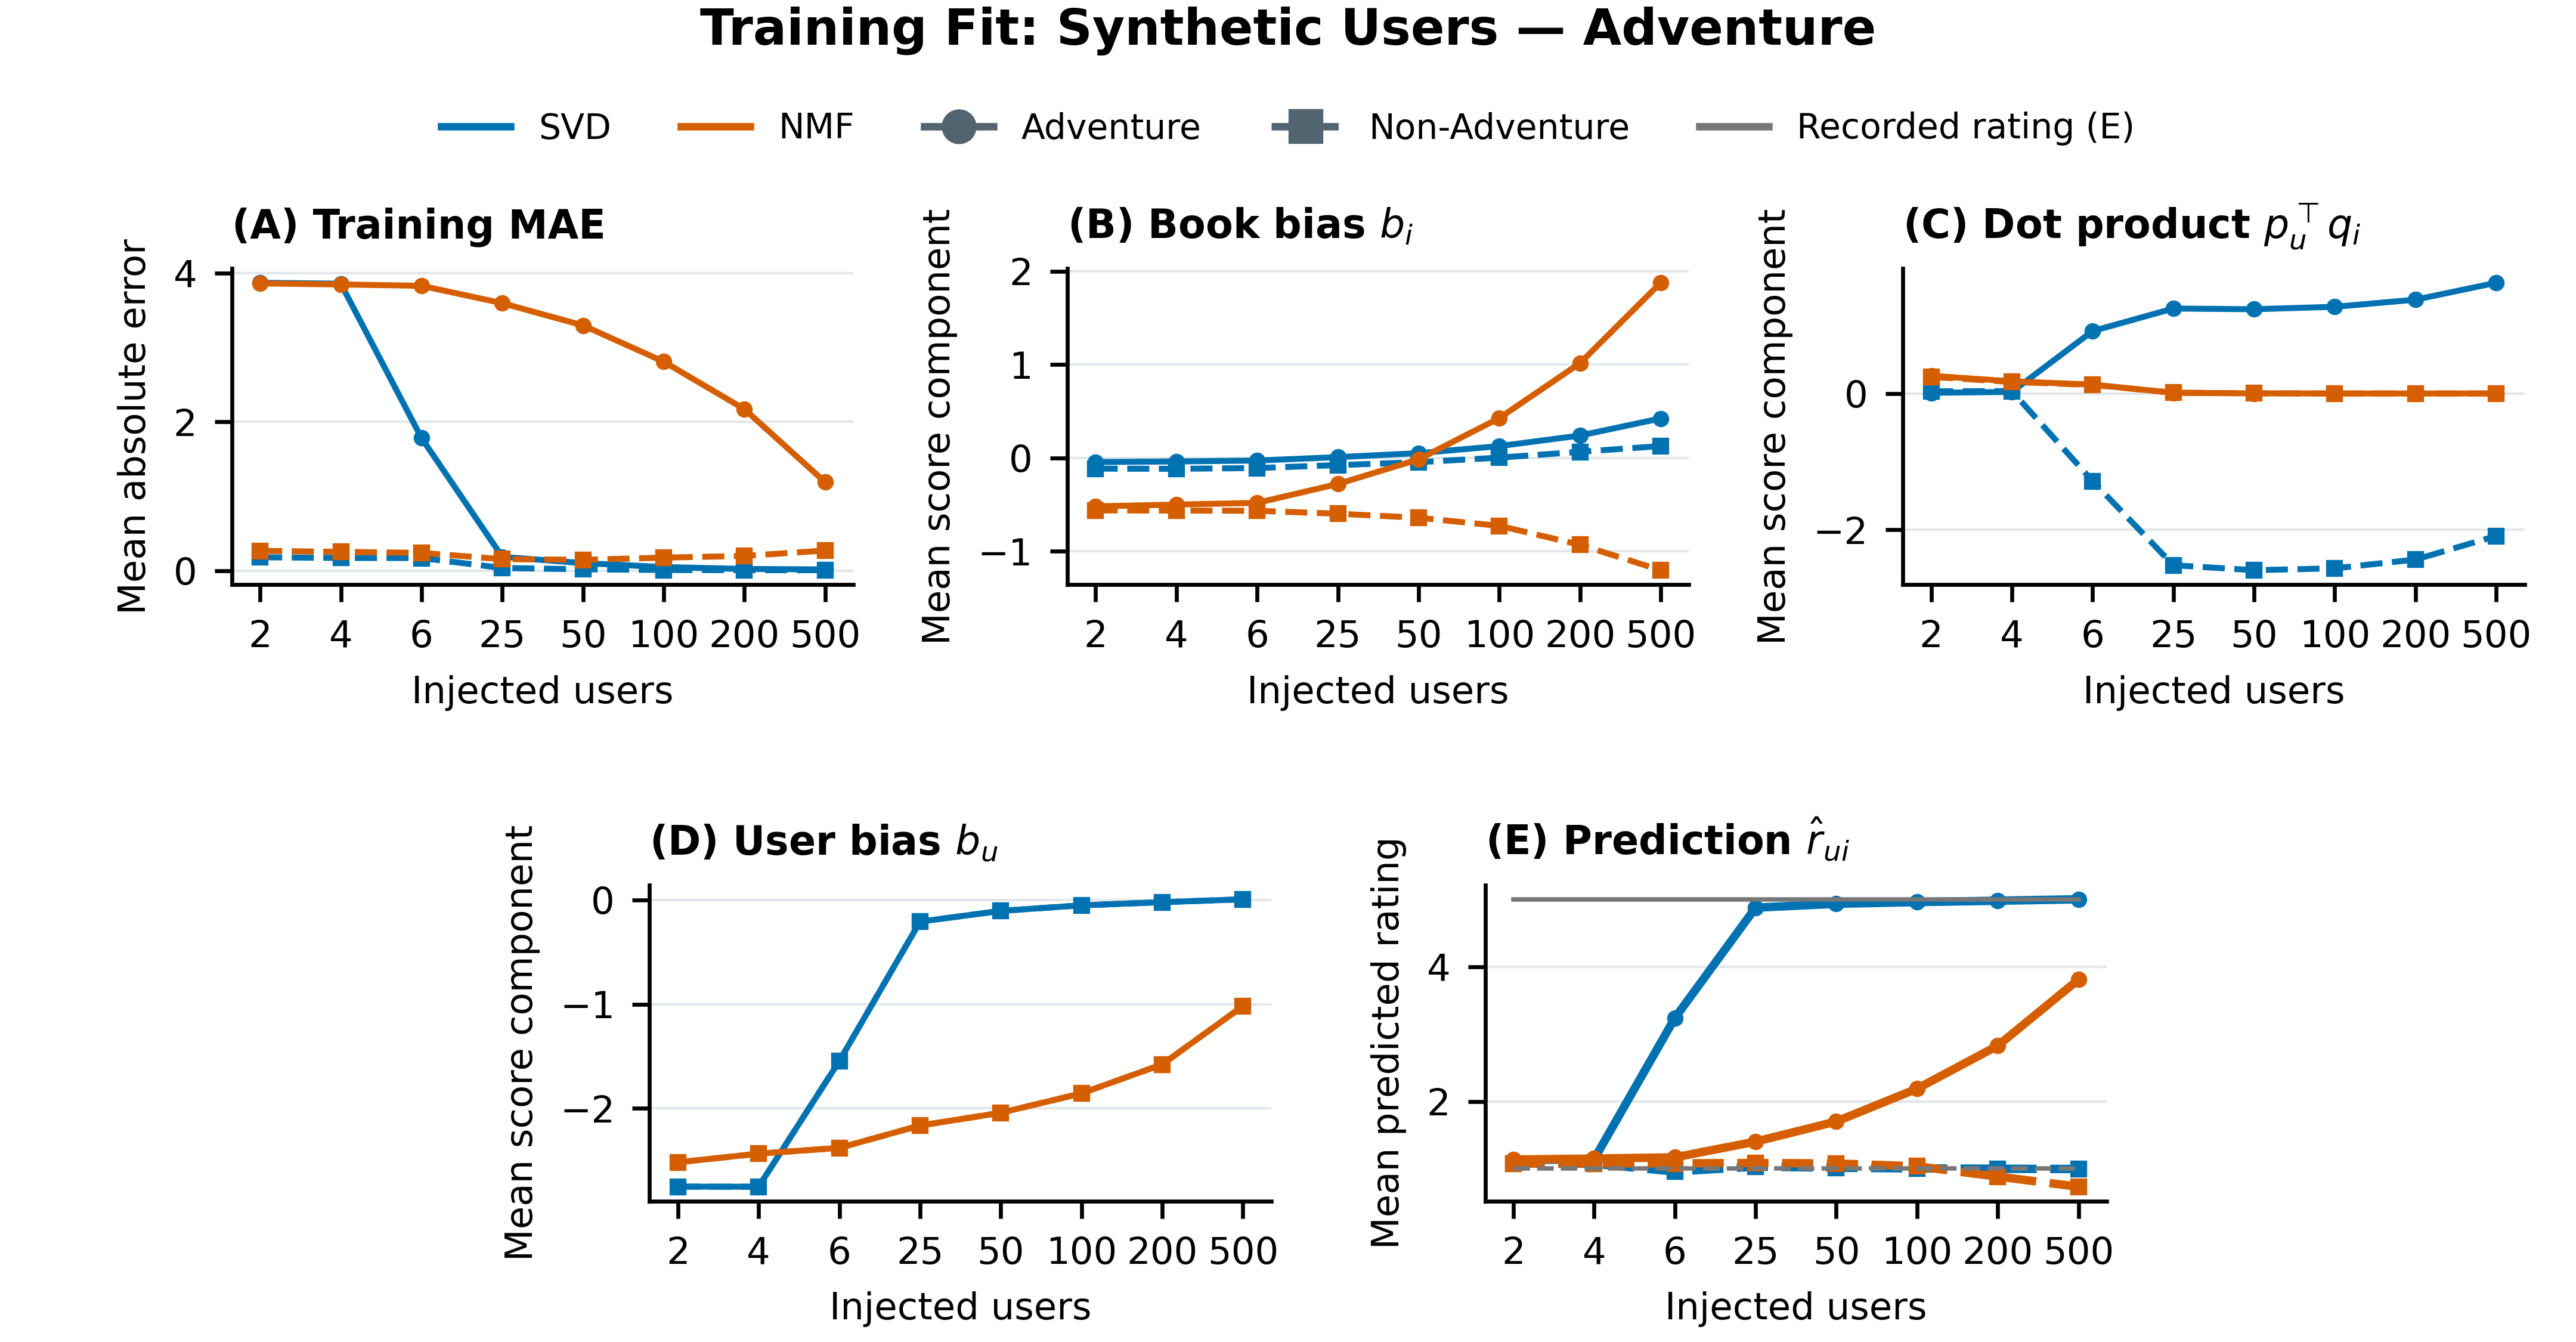 Training Fit: Synthetic Users — Adventure
SVD NMF Adventure Non-Adventure Recorded rating (E)
(A) Training MAE
Mean absolute error
4
2
0
2 4 6 25 50 100 200 500
Injected users
(B) Book bias b_i
Mean score component
2
1
0
−1
2 4 6 25 50 100 200 500
Injected users
(C) Dot product p_u^⊤ q_i
Mean score component
0
−2
2 4 6 25 50 100 200 500
Injected users
(D) User bias b_u
Mean score component
0
−1
−2
2 4 6 25 50 100 200 500
Injected users
(E) Prediction r̂_ui
Mean predicted rating
4
2
2 4 6 25 50 100 200 500
Injected users